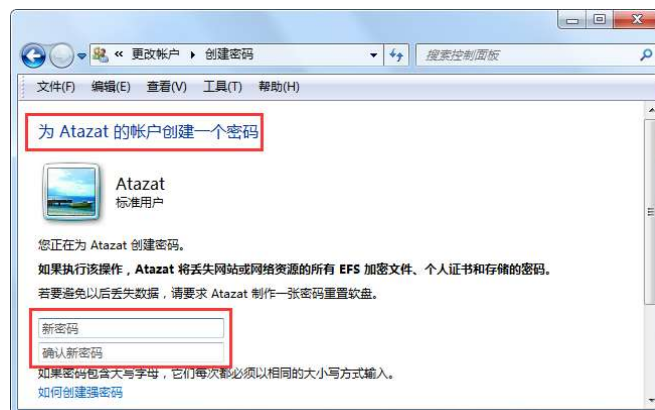 « 更改帐户 ▸ 创建密码
搜索控制面板
文件(F) 编辑(E) 查看(V) 工具(T) 帮助(H)
为 Atazat 的帐户创建一个密码
Atazat
标准用户
您正在为 Atazat 创建密码。
如果执行该操作，Atazat 将丢失网站或网络资源的所有 EFS 加密文件、个人证书和存储的密码。
若要避免以后丢失数据，请要求 Atazat 制作一张密码重置软盘。
新密码
确认新密码
如果密码包含大写字母，它们每次都必须以相同的大小写方式输入。
如何创建强密码